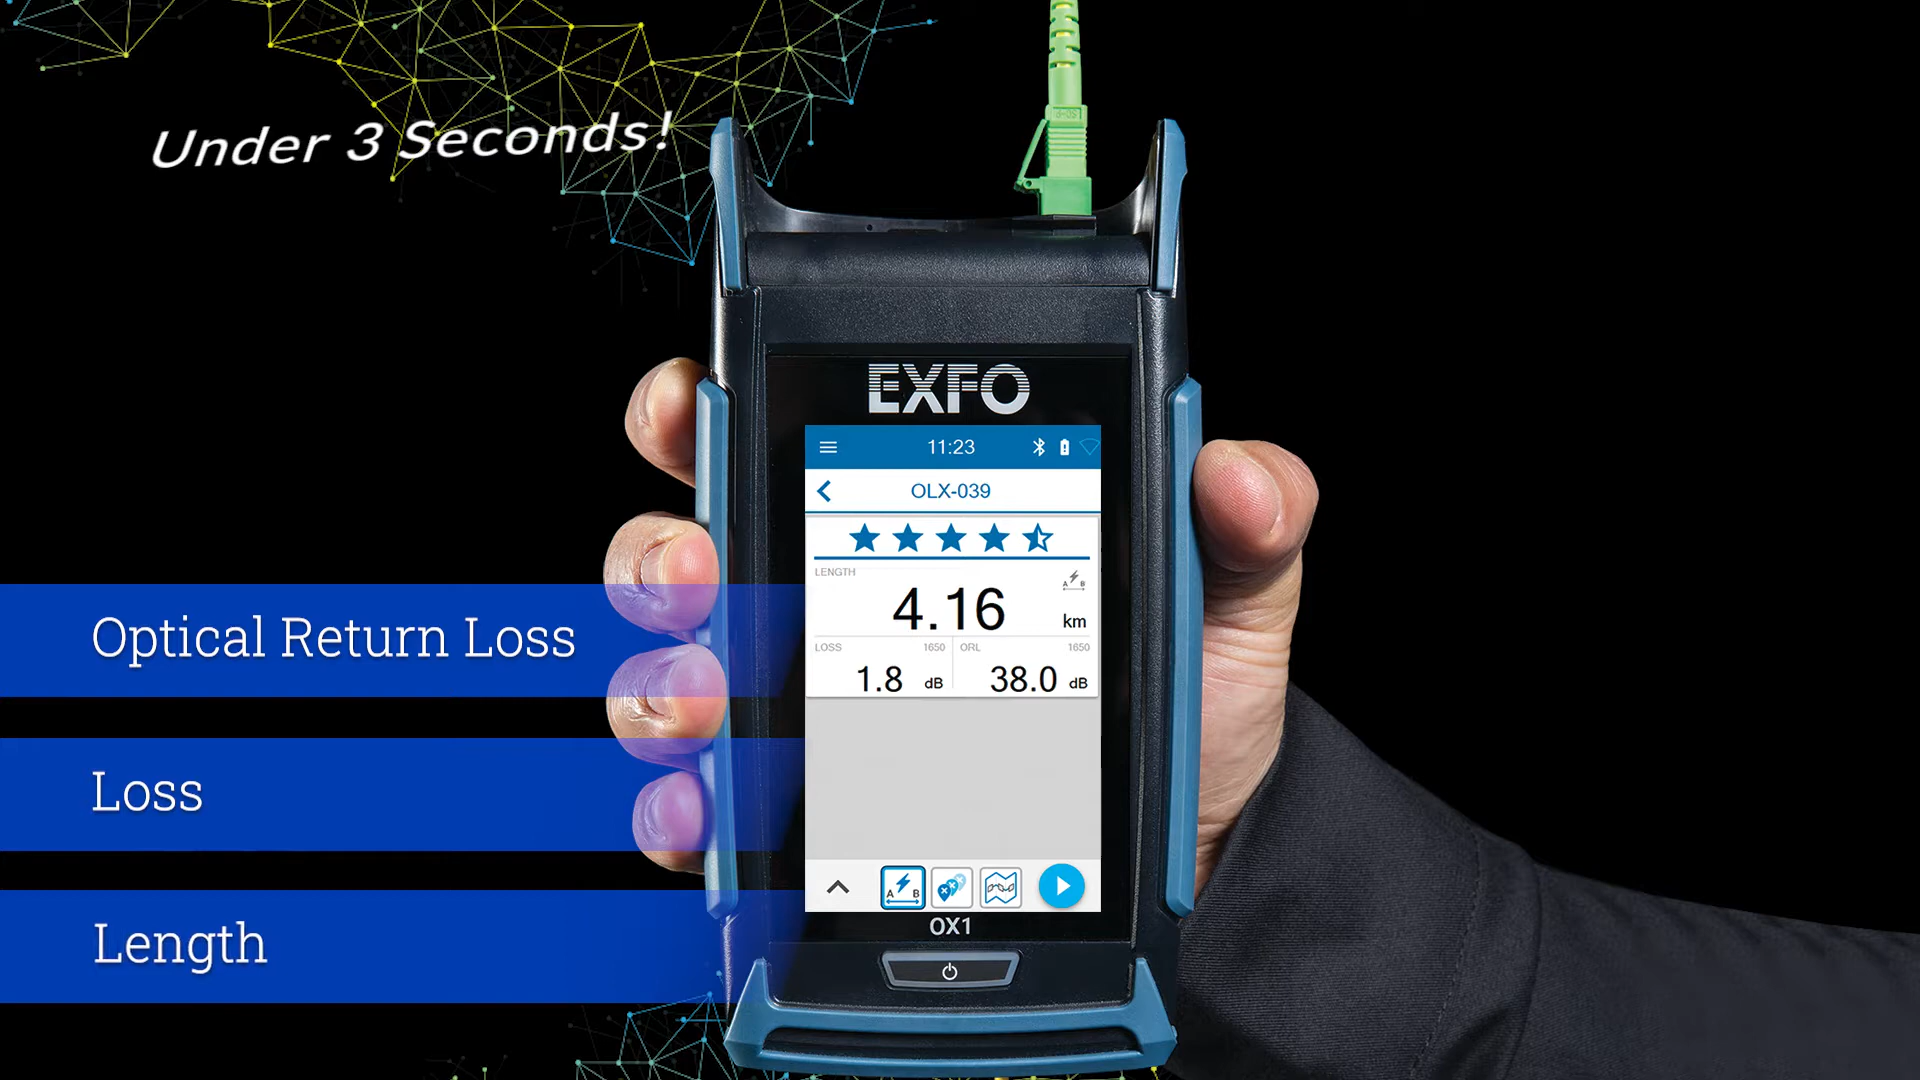 Under 3 Seconds!
EXFO
11:23
OLX-039
LENGTH
A B
4.16 km
LOSS 1650 ORL 1650
1.8 dB 38.0 dB
Optical Return Loss
Loss
A B
OX1
Length